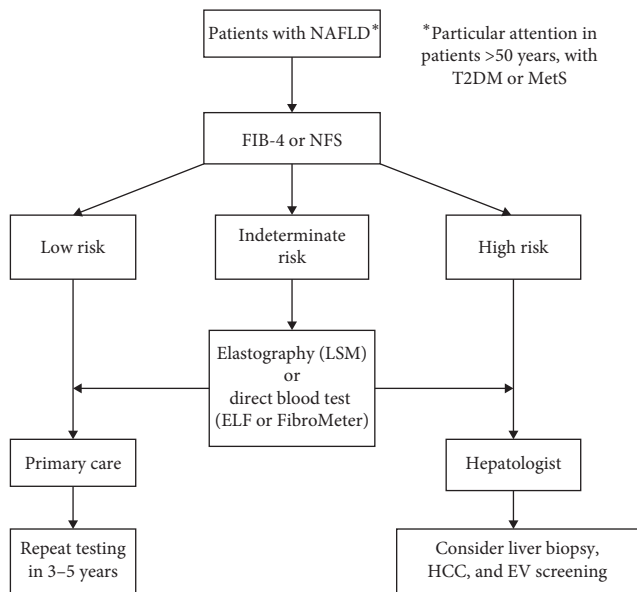 Patients with NAFLD*
*Particular attention in
patients >50 years, with
T2DM or MetS
FIB-4 or NFS
Low risk
Indeterminate
risk
High risk
Elastography (LSM)
or
direct blood test
(ELF or FibroMeter)
Primary care
Hepatologist
Repeat testing
in 3–5 years
Consider liver biopsy,
HCC, and EV screening